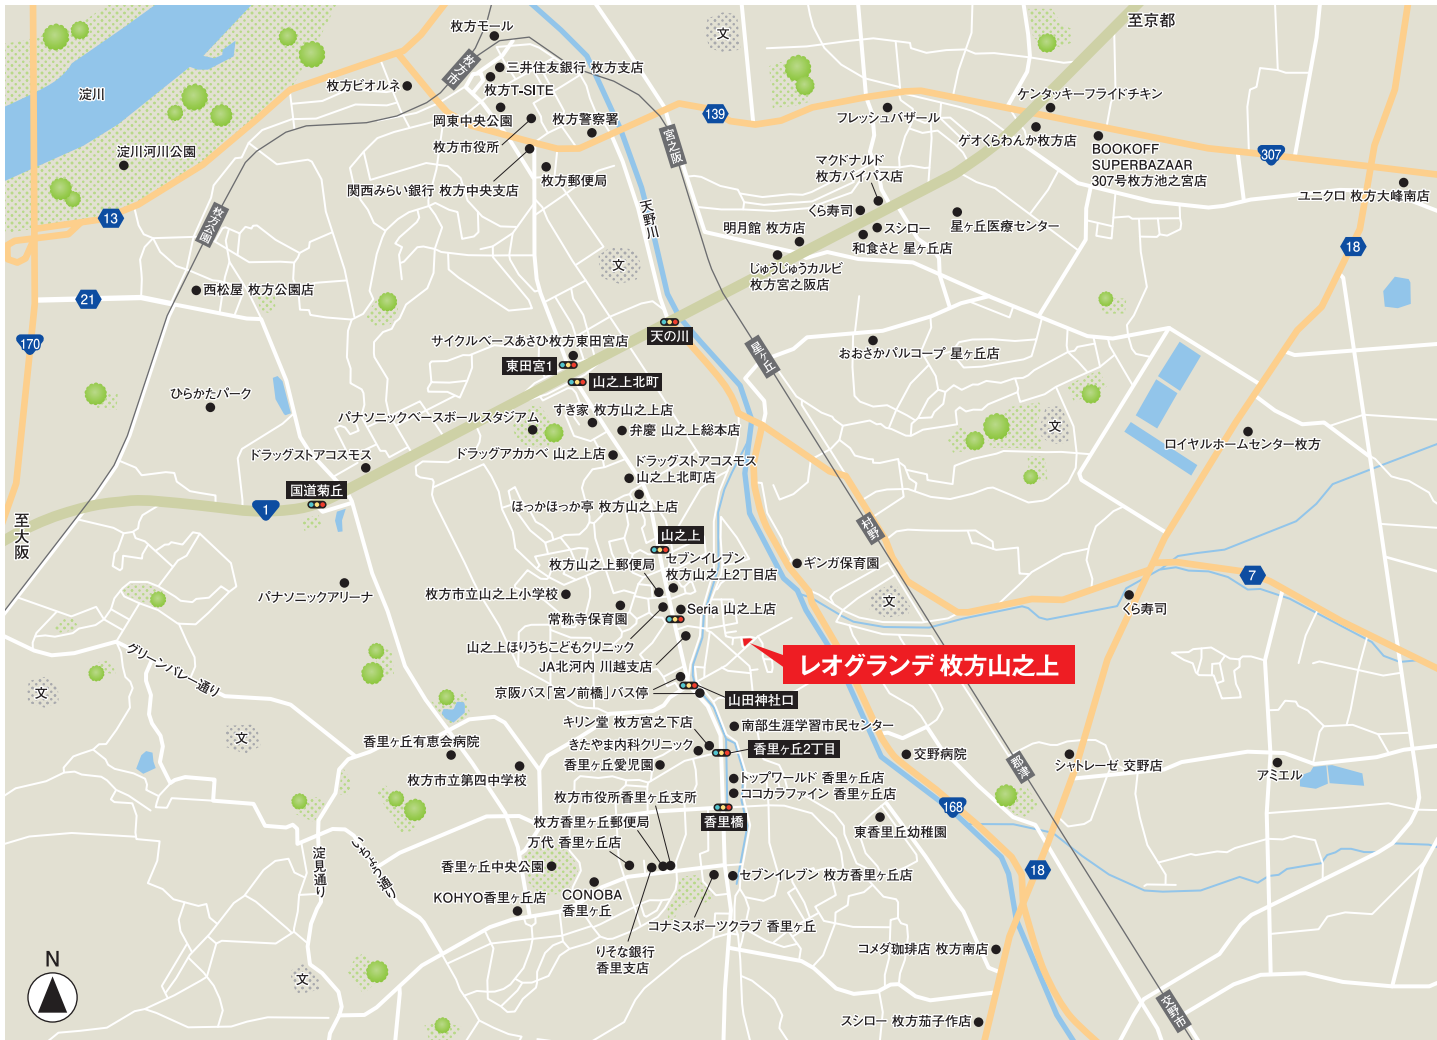 至京都
枚方モール
文
枚方市
三井住友銀行 枚方支店
枚方ビオルネ
枚方T-SITE
淀川
ケンタッキーフライドチキン
岡東中央公園
枚方警察署
139
フレッシュバザール
ゲオくらわんか枚方店
枚方市役所
宮之阪
BOOKOFF
SUPERBAZAAR
307号枚方池之宮店
307
淀川河川公園
マクドナルド
枚方バイパス店
関西みらい銀行 枚方中央支店
枚方郵便局
ユニクロ 枚方大峰南店
13
枚方公園
天野川
くら寿司
明月館 枚方店
スシロー
星ヶ丘医療センター
和食さと 星ヶ丘店
18
文
じゅうじゅうカルビ
枚方宮之阪店
西松屋 枚方公園店
21
170
天の川
サイクルベースあさひ枚方東田宮店
星ヶ丘
おおさかパルコープ 星ヶ丘店
東田宮1
山之上北町
ひらかたパーク
パナソニックベースボールスタジアム
すき家 枚方山之上店
弁慶 山之上総本店
文
ロイヤルホームセンター枚方
ドラッグストアコスモス
ドラッグアカカベ 山之上店
ドラッグストアコスモス
山之上北町店
国道菊丘
1
ほっかほっか亭 枚方山之上店
至大阪
山之上
村野
枚方山之上郵便局
セブンイレブン
枚方山之上2丁目店
ギンガ保育園
7
パナソニックアリーナ
枚方市立山之上小学校
常称寺保育園
Seria 山之上店
文
くら寿司
山之上ほりうちこどもクリニック
JA北河内 川越支店
レオグランデ 枚方山之上
グリーンバレー通り
文
京阪バス「宮ノ前橋」バス停
山田神社口
キリン堂 枚方宮之下店
南部生涯学習市民センター
文
香里ヶ丘有恵会病院
きたやま内科クリニック
香里ヶ丘2丁目
交野病院
郡津
シャトレーゼ 交野店
アミエル
枚方市立第四中学校
香里ヶ丘愛児園
トップワールド 香里ヶ丘店
ココカラファイン 香里ヶ丘店
枚方市役所香里ヶ丘支所
168
枚方香里ヶ丘郵便局
香里橋
東香里丘幼稚園
万代 香里ヶ丘店
淀見通り
いちょう通り
香里ヶ丘中央公園
セブンイレブン 枚方香里ヶ丘店
18
KOHYO香里ヶ丘店
CONOBA
香里ヶ丘
コナミスポーツクラブ 香里ヶ丘
りそな銀行
香里支店
コメダ珈琲店 枚方南店
N
文
スシロー 枚方茄子作店
交野市